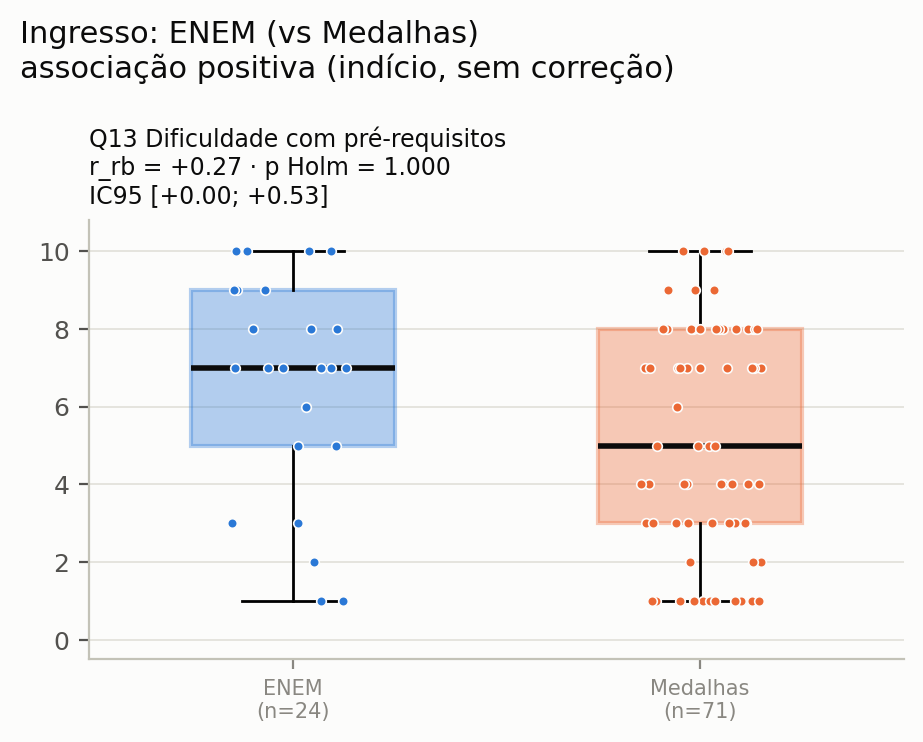 Ingresso: ENEM (vs Medalhas)
associação positiva (indício, sem correção)
Q13 Dificuldade com pré-requisitos
r_rb = +0.27 · p Holm = 1.000
IC95 [+0.00; +0.53]
10
8
6
4
2
0
ENEM
(n=24)
Medalhas
(n=71)